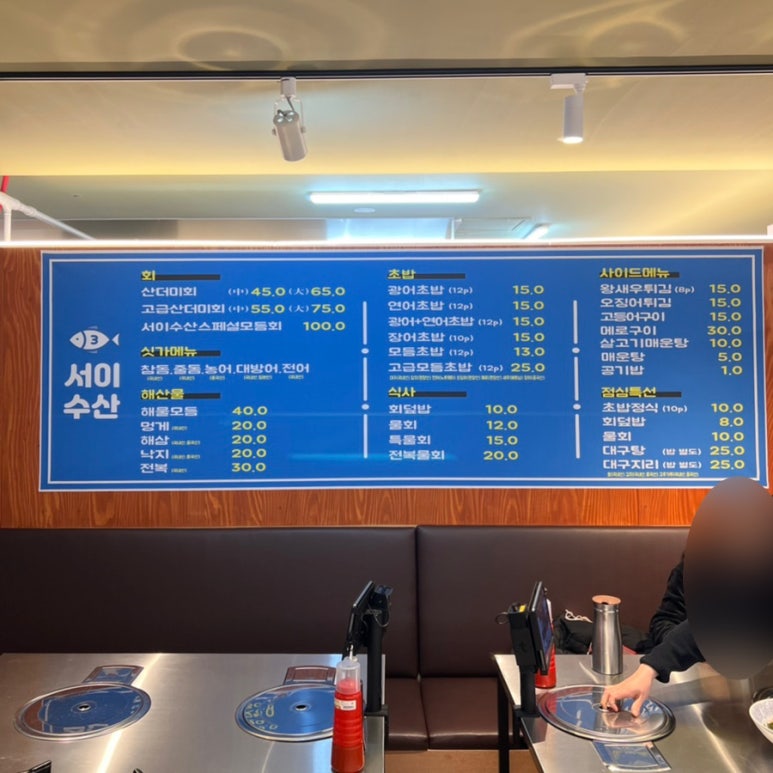 3
서이
수산
회
산더미회 (中) 45.0 (大) 65.0
고급산더미회 (中) 55.0 (大) 75.0
서이수산스페셜모듬회 100.0
싯가메뉴
참돔,줄돔,농어,대방어,전어
해산물
해물모듬 40.0
멍게 (국내산) 20.0
해삼 20.0
낙지 20.0
전복 (국내산) 30.0
초밥
광어초밥 (12p) 15.0
연어초밥 (12p) 15.0
광어+연어초밥 (12p) 15.0
장어초밥 (10p) 15.0
모듬초밥 (12p) 13.0
고급모듬초밥 (12p) 25.0
식사
회덮밥 10.0
물회 12.0
특물회 15.0
전복물회 20.0
사이드메뉴
왕새우튀김 (8p) 15.0
오징어튀김 15.0
고등어구이 15.0
메로구이 30.0
살고기매운탕 10.0
매운탕 5.0
공기밥 1.0
점심특선
초밥정식 (10p) 10.0
회덮밥 8.0
물회 10.0
대구탕 (밥 별도) 25.0
대구지리 (밥 별도) 25.0